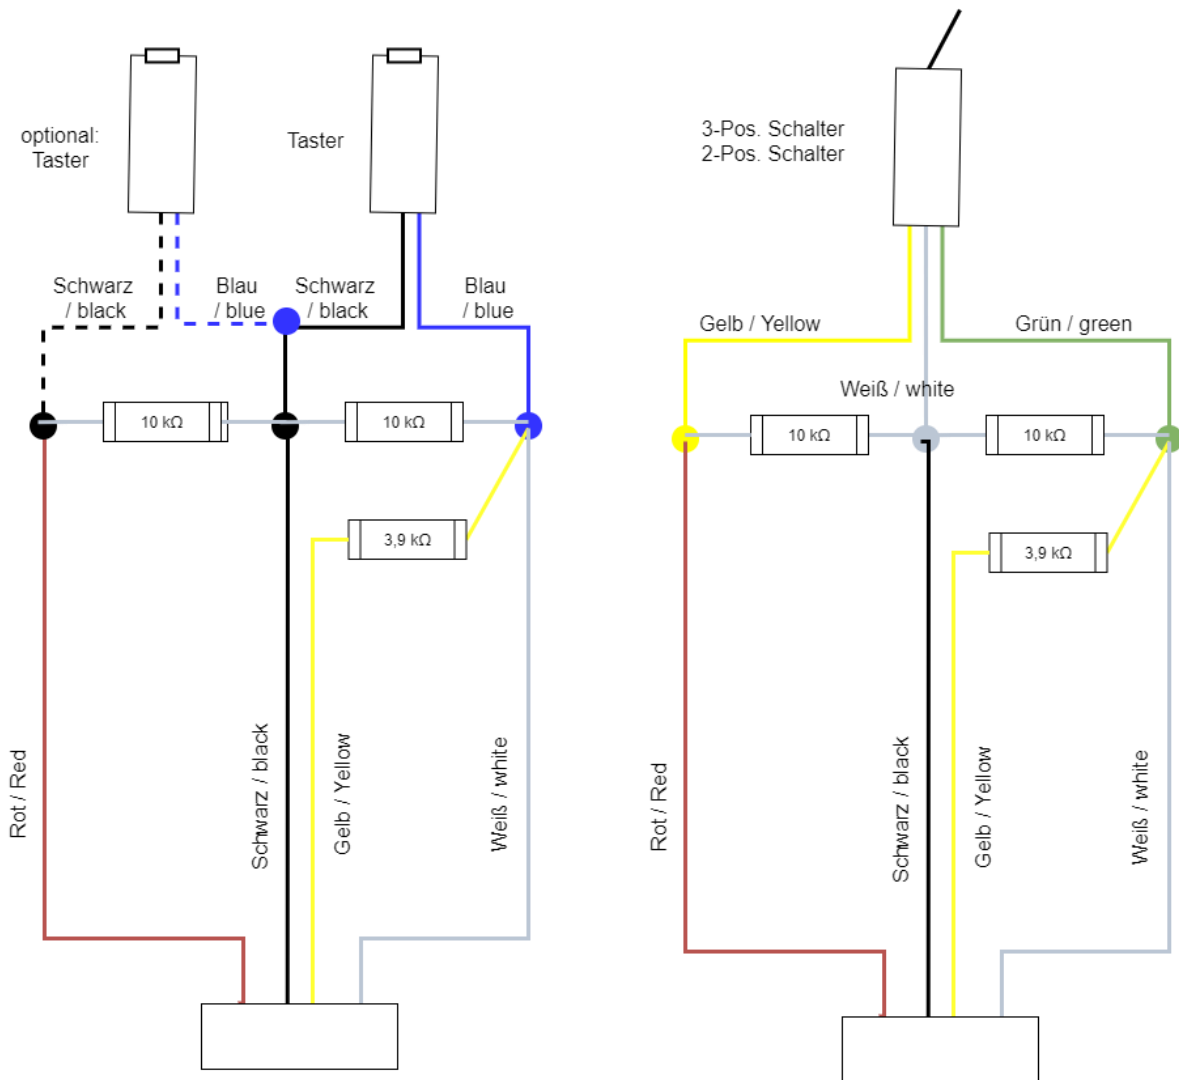 optional:
Taster
Taster
Schwarz
/ black
Blau
/ blue
Schwarz
/ black
Blau
/ blue
10 kΩ
10 kΩ
3,9 kΩ
Rot / Red
Schwarz / black
Gelb / Yellow
Weiß / white
3-Pos. Schalter
2-Pos. Schalter
Gelb / Yellow
Grün / green
Weiß / white
10 kΩ
10 kΩ
3,9 kΩ
Rot / Red
Schwarz / black
Gelb / Yellow
Weiß / white